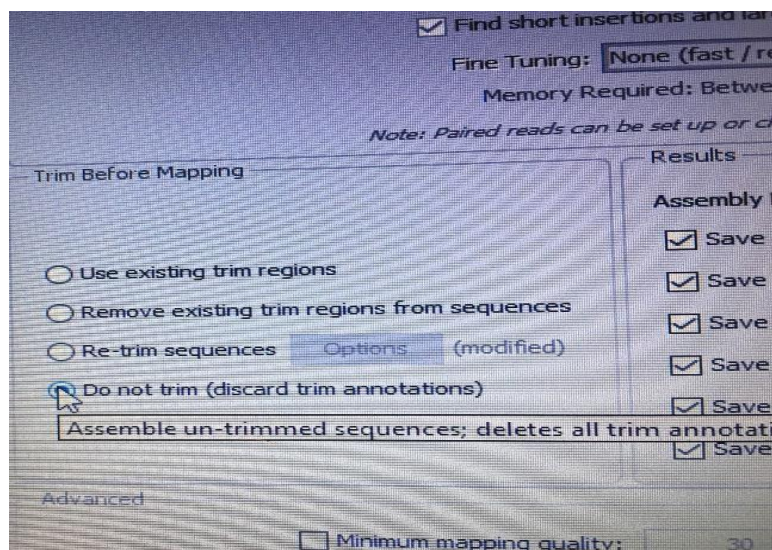 Find short insertions and
Fine Tuning: None (fast /
Memory Required:
Note: Paired reads can be set up or
Trim Before Mapping
Use existing trim regions
Remove existing trim regions from sequences
Re-trim sequences Options (modified)
Do not trim (discard trim annotations)
Assemble un-trimmed sequences; deletes all trim
Advanced
Results
Assembly
Save
Save
Save
Save
Save
Save
Minimum mapping quality: 30